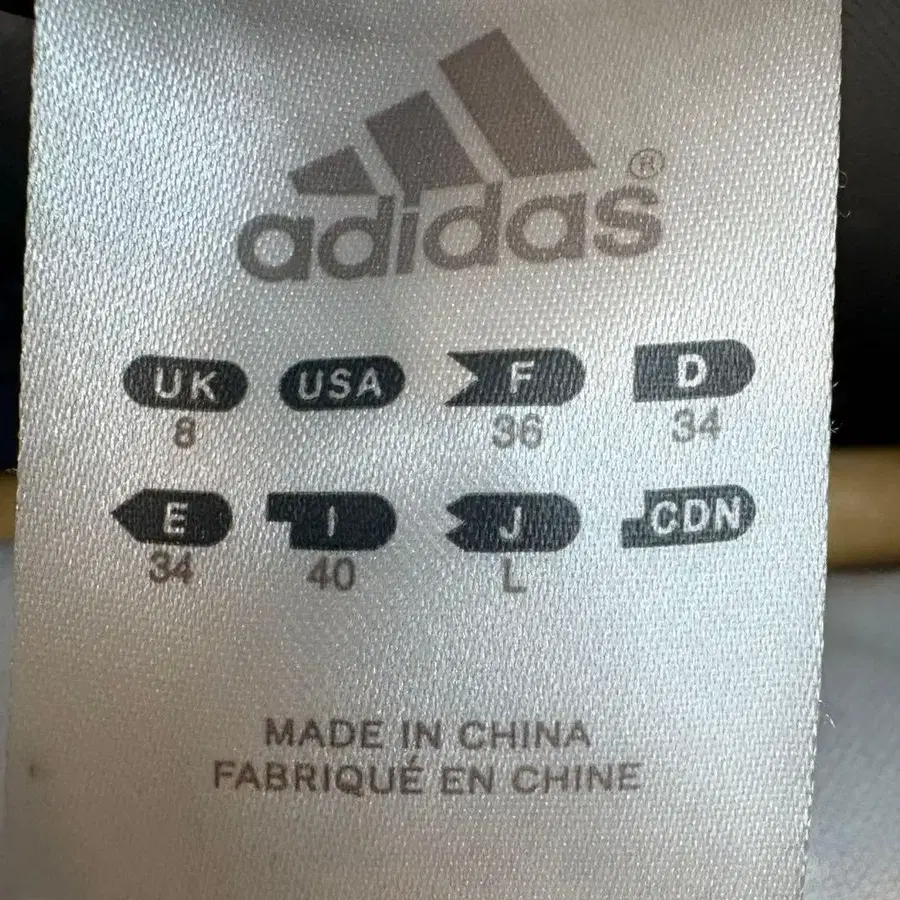 adidas®
UK USA F D
8 36 34
E I J CDN
34 40 L
MADE IN CHINA
FABRIQUÉ EN CHINE